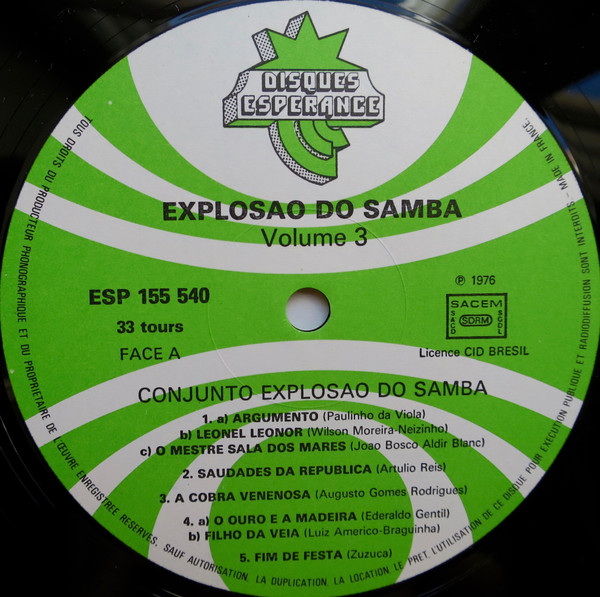 DISQUES
ESPERANCE
EXPLOSAO DO SAMBA
Volume 3
ESP 155 540
33 tours
FACE A
℗ 1976
SACEM
SACD
SDRM
SGDL
Licence CID BRESIL
CONJUNTO EXPLOSAO DO SAMBA
1. a) ARGUMENTO (Paulinho da Viola)
b) LEONEL LEONOR (Wilson Moreira-Neizinho)
c) O MESTRE SALA DOS MARES (Joao Bosco Aldir Blanc)
2. SAUDADES DA REPUBLICA (Artulio Reis)
3. A COBRA VENENOSA (Augusto Gomes Rodrigues)
4. a) O OURO E A MADEIRA (Ederaldo Gentil)
b) FILHO DA VEIA (Luiz Americo-Braguinha)
5. FIM DE FESTA (Zuzuca)
TOUS DROITS DU PRODUCTEUR PHONOGRAPHIQUE ET DU PROPRIETAIRE DE L'ŒUVRE ENREGISTREE RESERVES, SAUF AUTORISATION, LA DUPLICATION, LA LOCATION, LE PRET, L'UTILISATION DE CE DISQUE POUR EXECUTION PUBLIQUE ET RADIODIFFUSION SONT INTERDITS - MADE IN FRANCE.